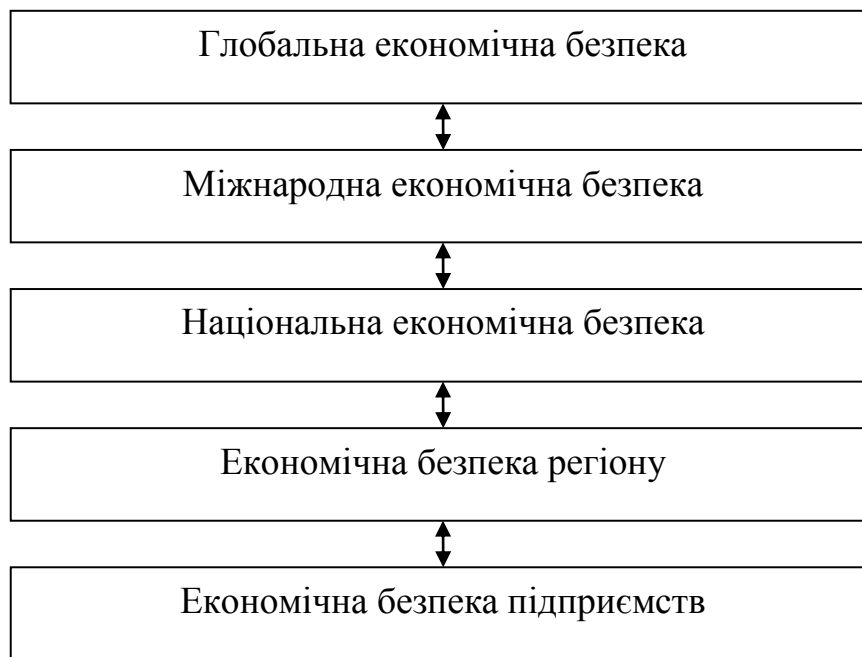 Глобальна економічна безпека
Міжнародна економічна безпека
Національна економічна безпека
Економічна безпека регіону
Економічна безпека підприємств